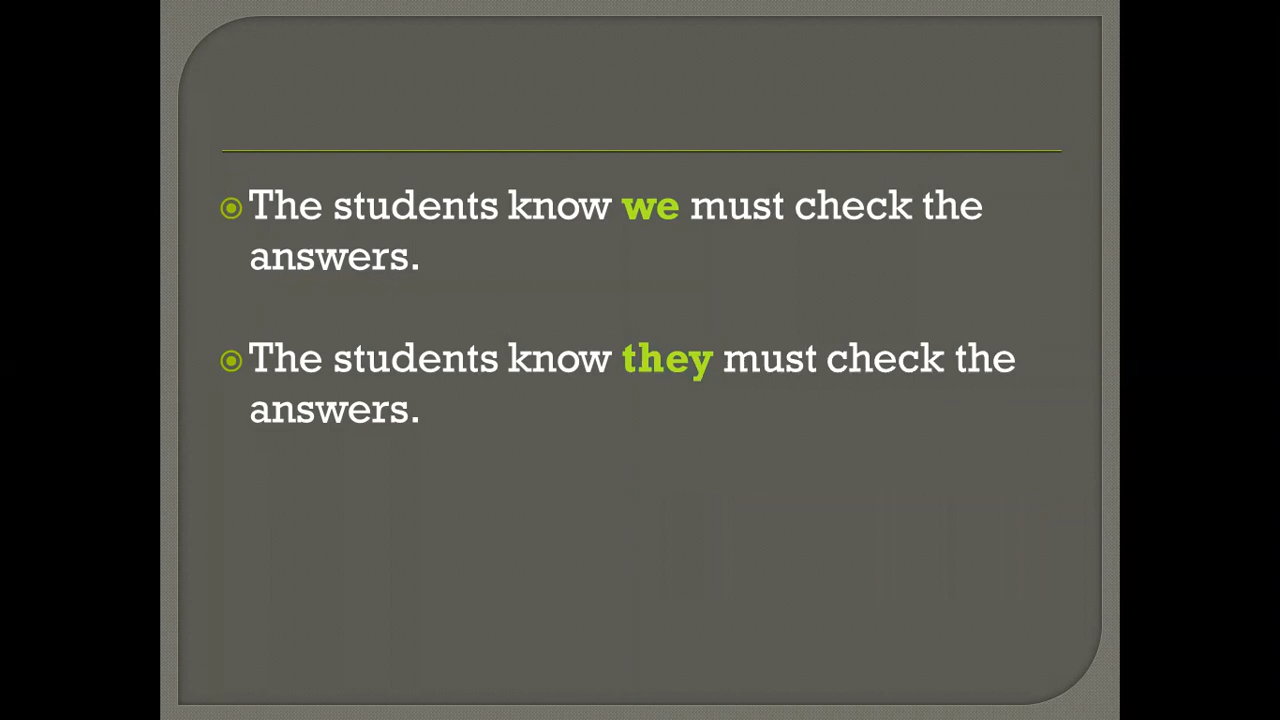 The students know we must check the
answers.
The students know they must check the
answers.